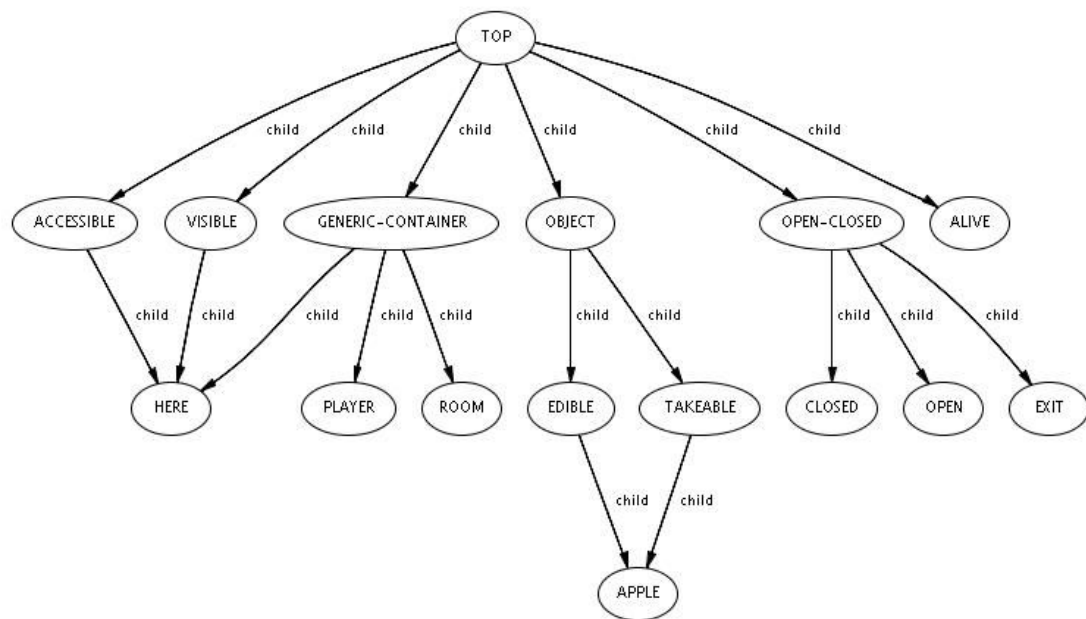 TOP
child child child child child child
ACCESSIBLE VISIBLE GENERIC-CONTAINER OBJECT OPEN-CLOSED ALIVE
child child child child child child child child child child
HERE PLAYER ROOM EDIBLE TAKEABLE CLOSED OPEN EXIT
child child
APPLE